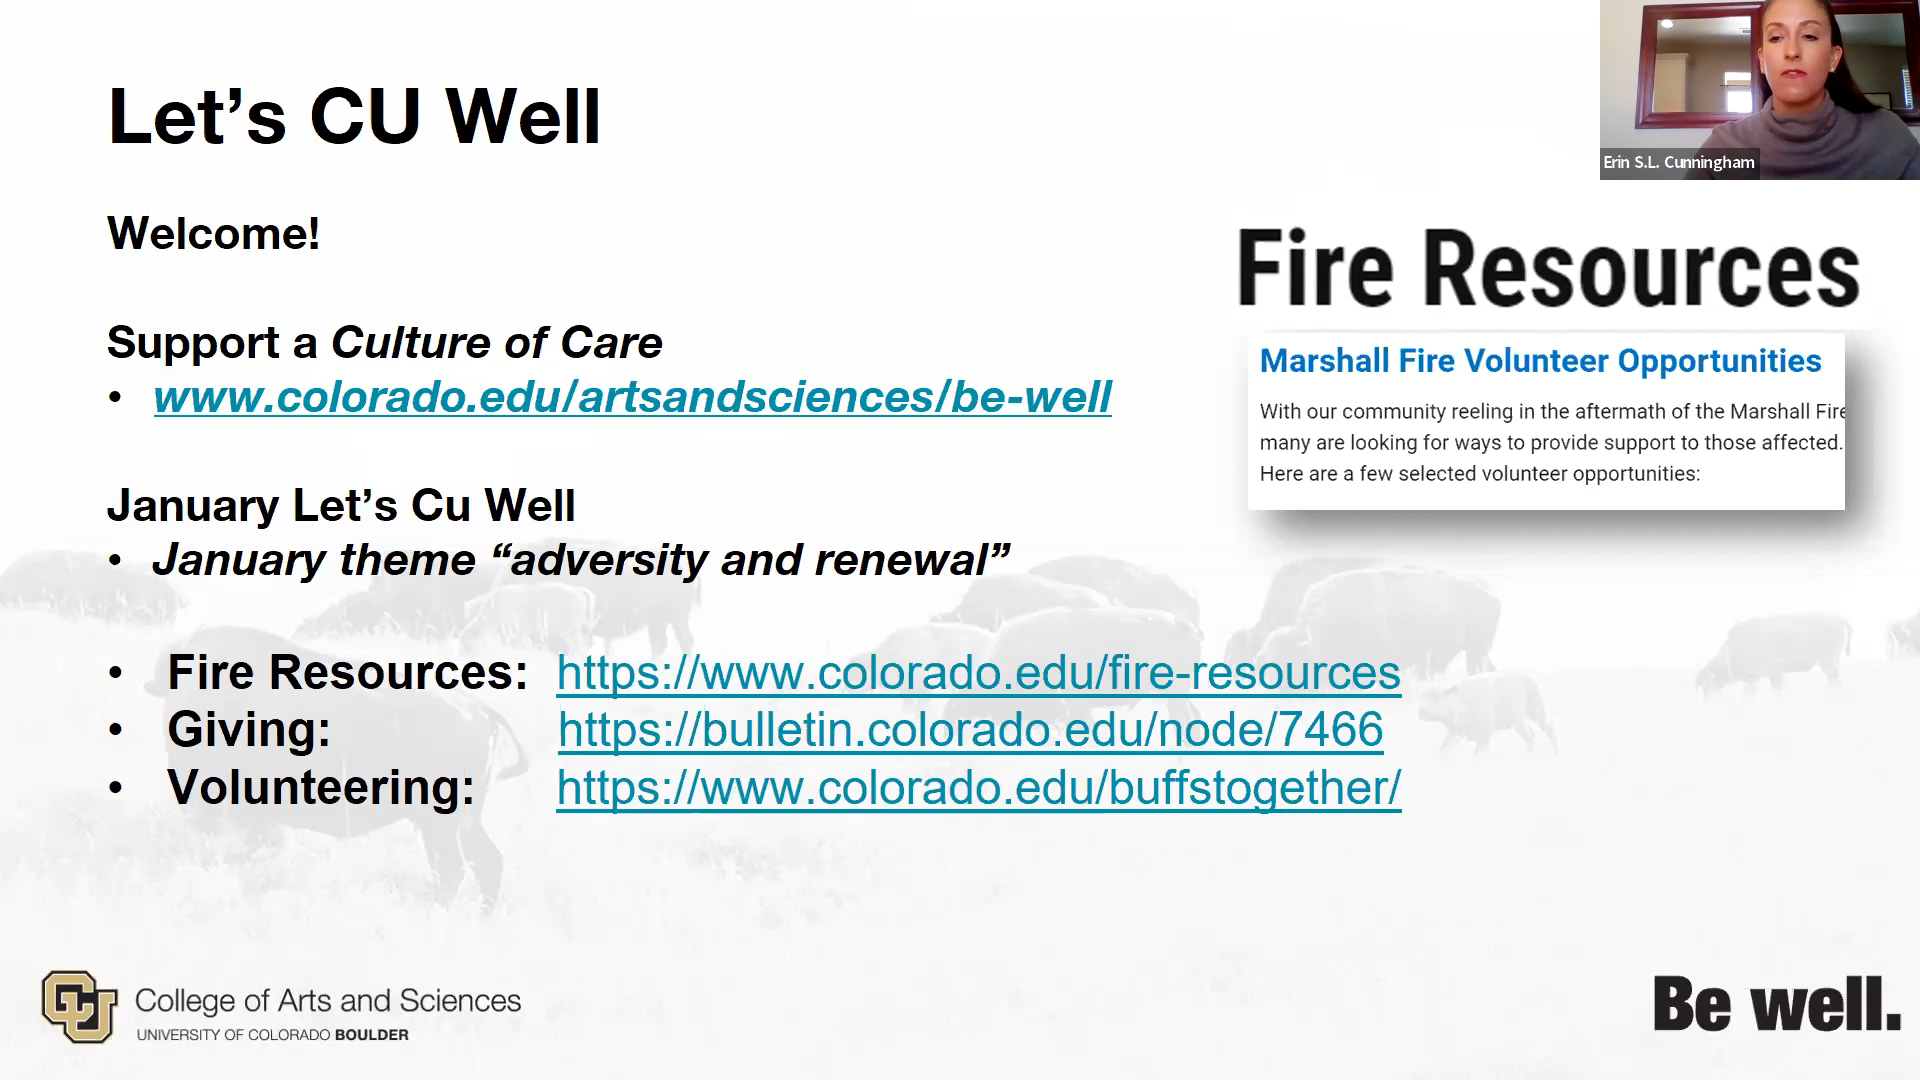 Let’s CU Well
Erin S.L. Cunningham
Welcome!
Support a Culture of Care
• www.colorado.edu/artsandsciences/be-well
January Let’s Cu Well
• January theme “adversity and renewal”
• Fire Resources: https://www.colorado.edu/fire-resources
• Giving: https://bulletin.colorado.edu/node/7466
• Volunteering: https://www.colorado.edu/buffstogether/
Fire Resources
Marshall Fire Volunteer Opportunities
With our community reeling in the aftermath of the Marshall Fire
many are looking for ways to provide support to those affected.
Here are a few selected volunteer opportunities:
CU
College of Arts and Sciences
UNIVERSITY OF COLORADO BOULDER
Be well.